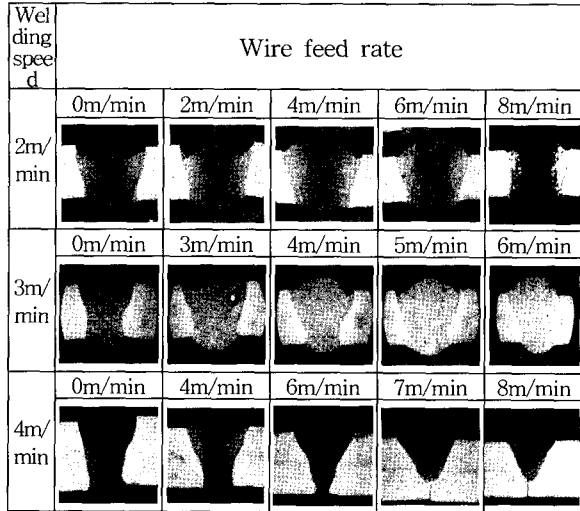 Wel
ding
spee
d
Wire feed rate
0m/min 2m/min 4m/min 6m/min 8m/min
2m/
min
0m/min 3m/min 4m/min 5m/min 6m/min
3m/
min
0m/min 4m/min 6m/min 7m/min 8m/min
4m/
min